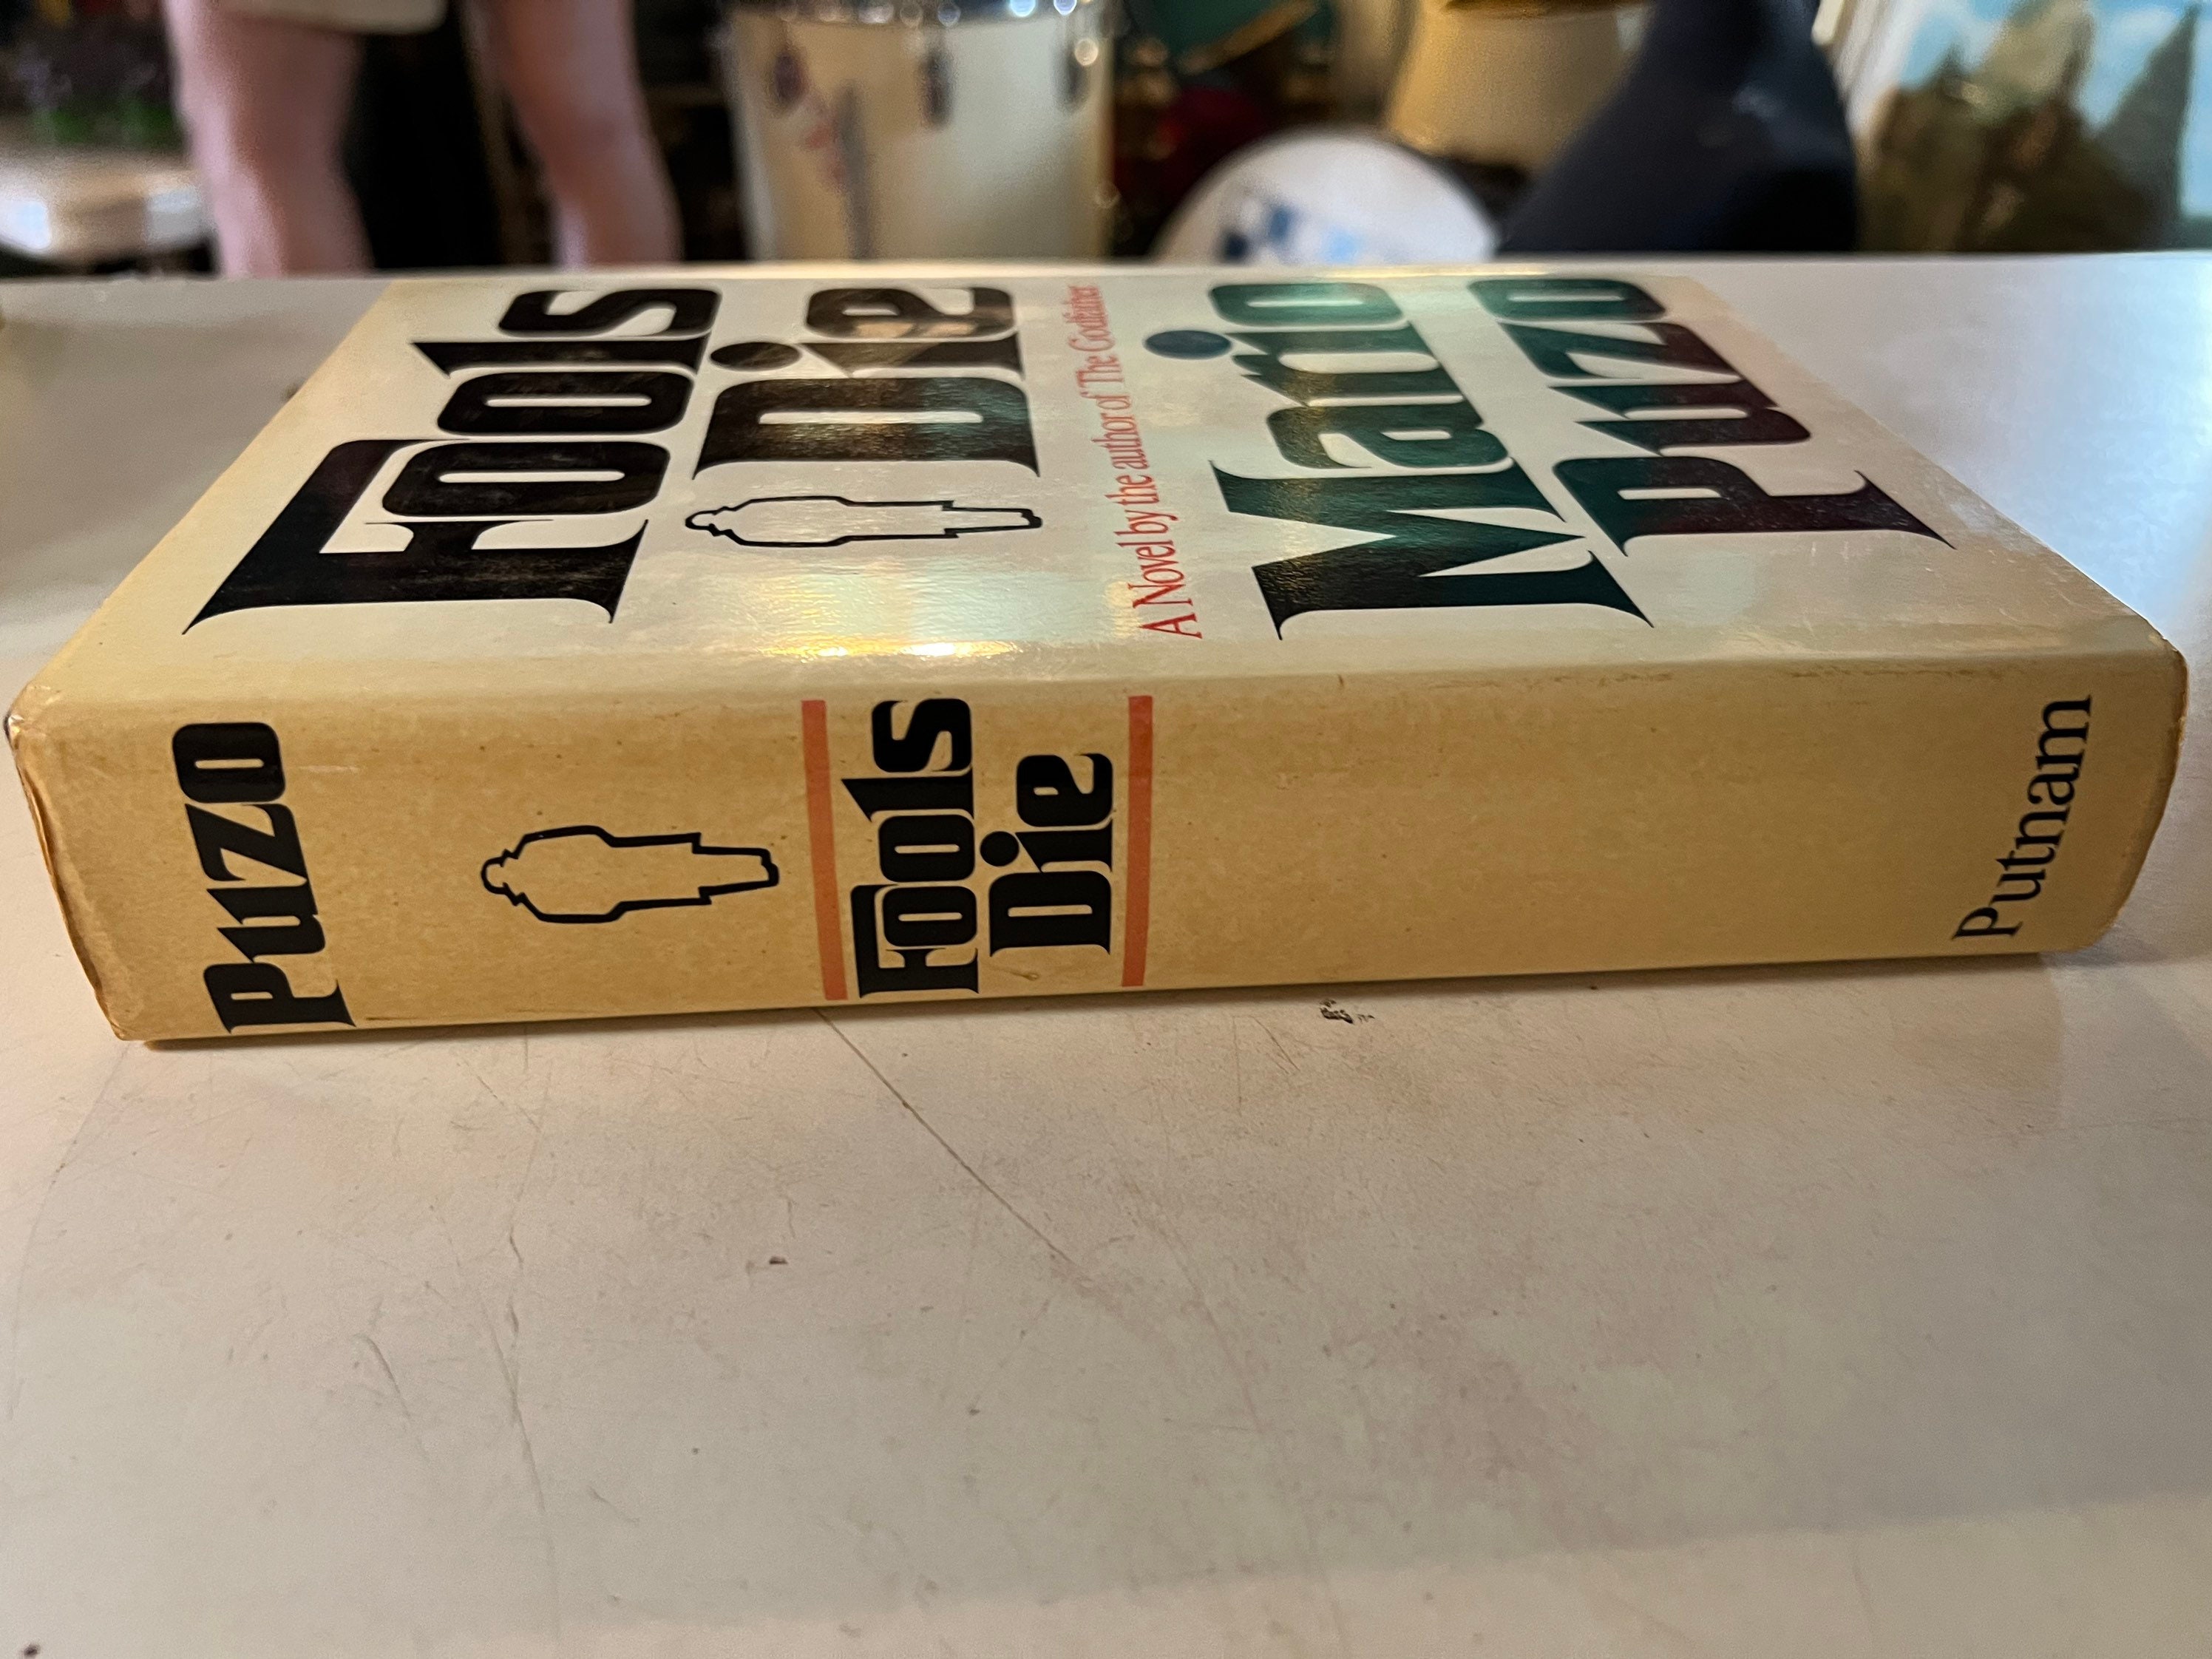 Fools
Die
A Novel by the author of The Godfather
Mario
Puzo
Puzo
Fools
Die
Putnam